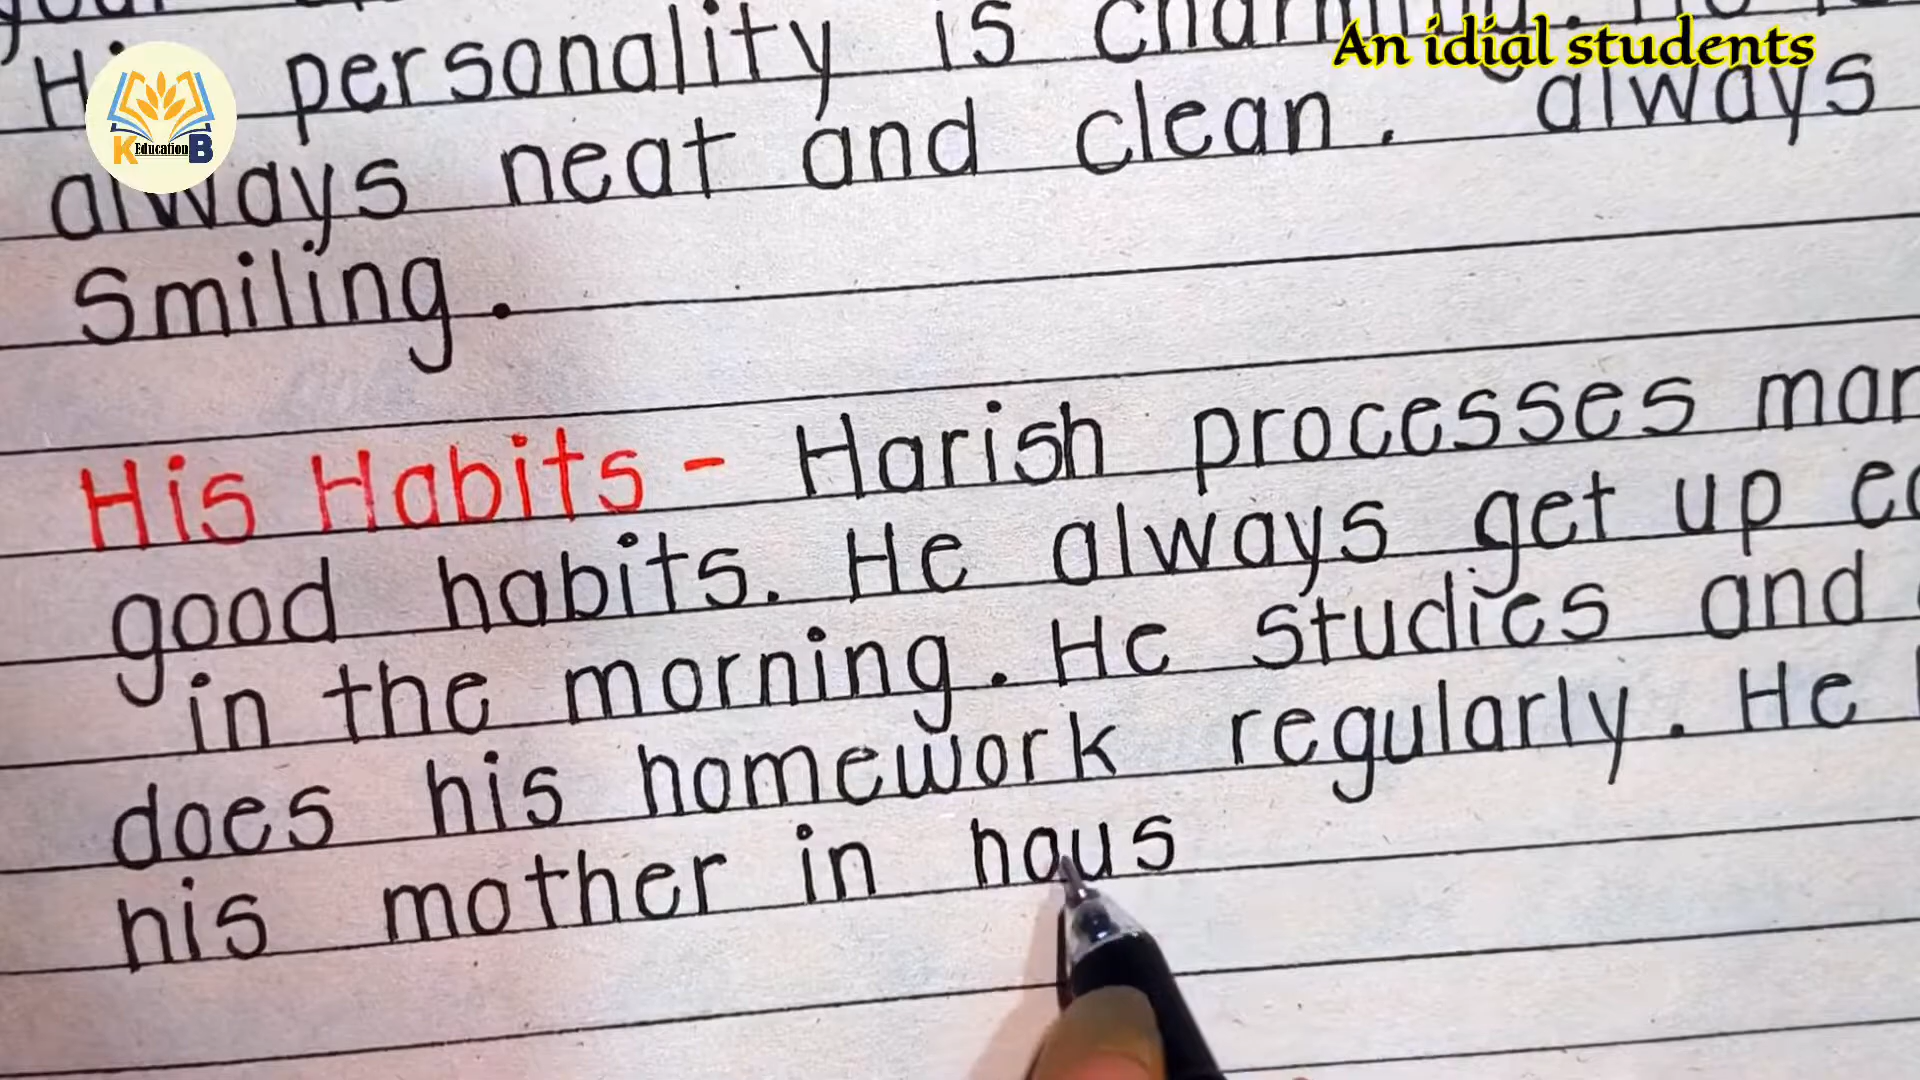 An idial students
personality is
always neat and clean. always
Smiling.
His Habits - Harish processes
good habits. He always get up
in the morning. He studies and
does his homework regularly. He
his mother in hous
K Education B